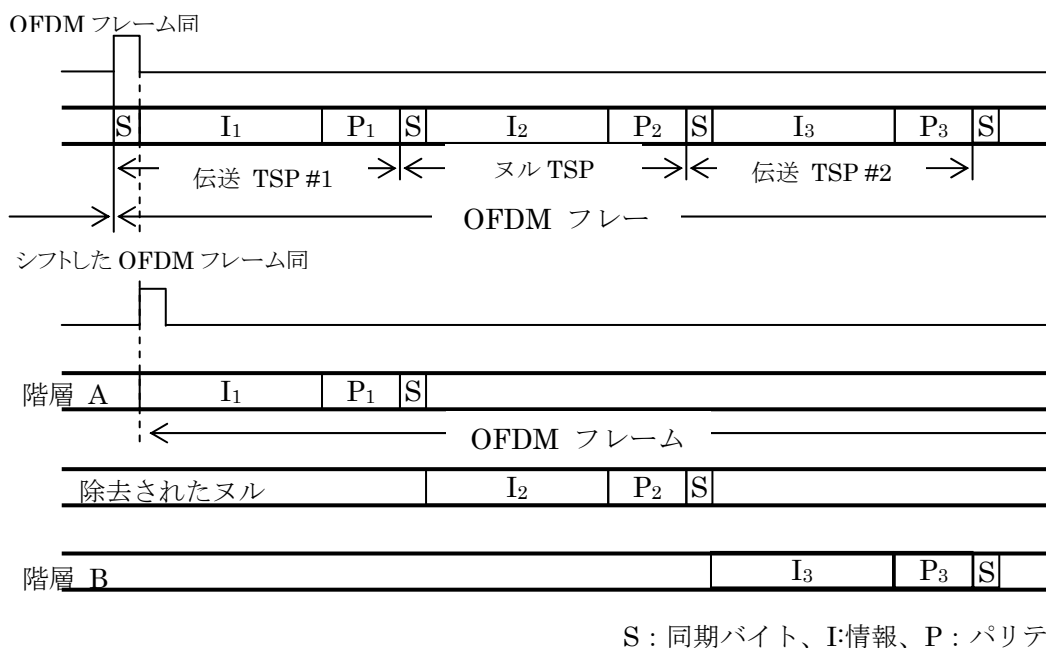 OFDM フレーム同
S I₁ P₁ S I₂ P₂ S I₃ P₃ S
伝送 TSP #1 ヌル TSP 伝送 TSP #2
OFDM フレー
シフトした OFDM フレーム同
階層 A I₁ P₁ S
OFDM フレーム
除去されたヌル I₂ P₂ S
階層 B I₃ P₃ S
S：同期バイト、I:情報、P：パリテ